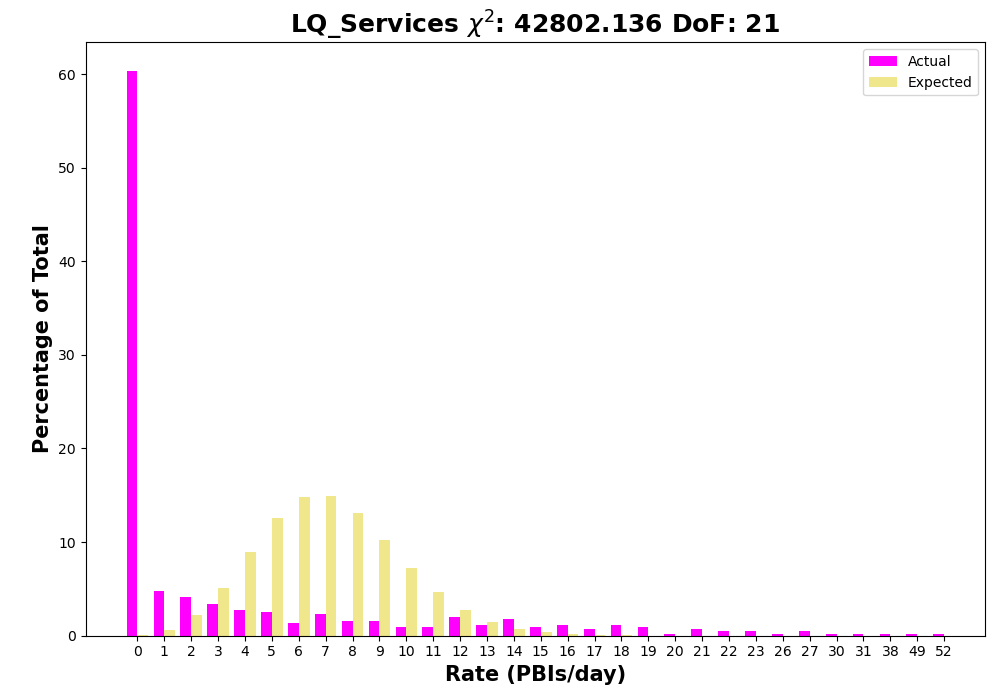 LQ_Services χ²: 42802.136 DoF: 21
Actual
Expected
Percentage of Total
60
50
40
30
20
10
0
0 1 2 3 4 5 6 7 8 9 10 11 12 13 14 15 16 17 18 19 20 21 22 23 26 27 30 31 38 49 52
Rate (PBIs/day)